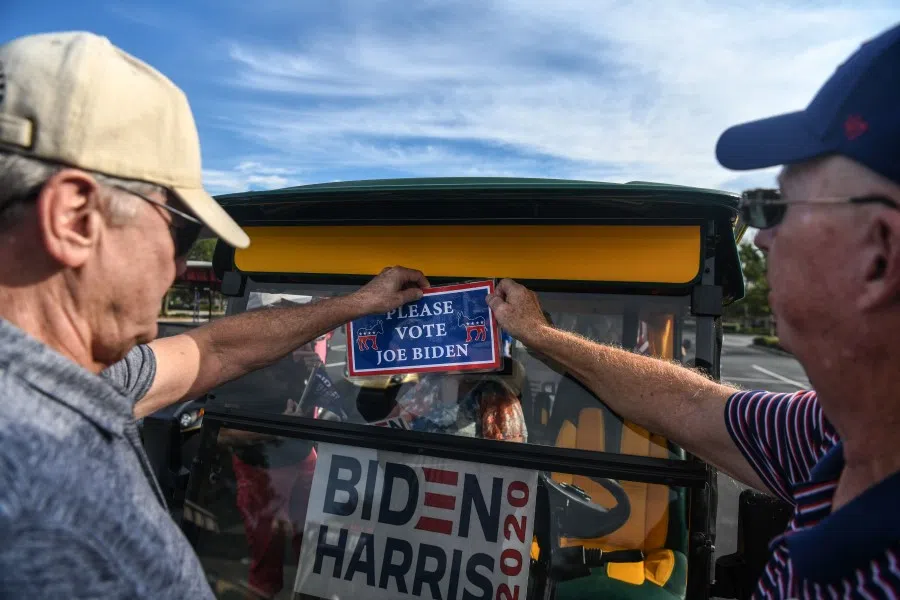 PLEASE
VOTE
JOE BIDEN
BIDEN
HARRIS
2020